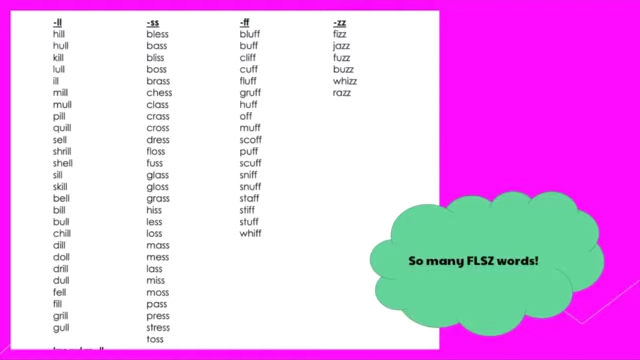 -ll -ss -ff -zz
hill bless bluff fizz
hull bass buff jazz
kill bliss cliff fuzz
lull boss cuff buzz
ill brass fluff whizz
mill chess gruff razz
mull class huff
pill crass off
quill cross muff
sell dress scoff
shrill floss puff
shell fuss scuff
sill glass sniff
skill gloss snuff
bell grass staff
bill hiss stiff
bull less stuff
chill loss whiff
dill mass
doll mess
drill lass
dull miss
fell moss
fill pass
grill press
gull stress
toss
So many FLSZ words!